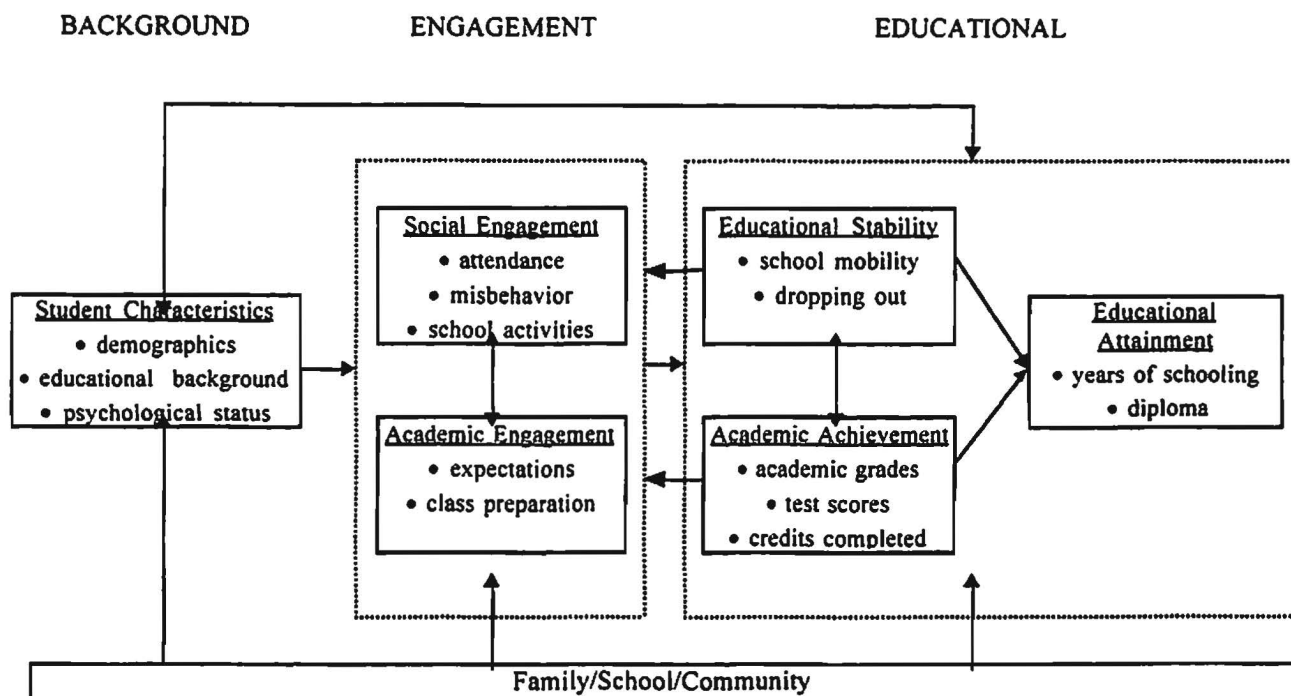 BACKGROUND
ENGAGEMENT
EDUCATIONAL
Student Characteristics
• demographics
• educational background
• psychological status
Social Engagement
• attendance
• misbehavior
• school activities
Academic Engagement
• expectations
• class preparation
Educational Stability
• school mobility
• dropping out
Academic Achievement
• academic grades
• test scores
• credits completed
Educational
Attainment
• years of schooling
• diploma
Family/School/Community